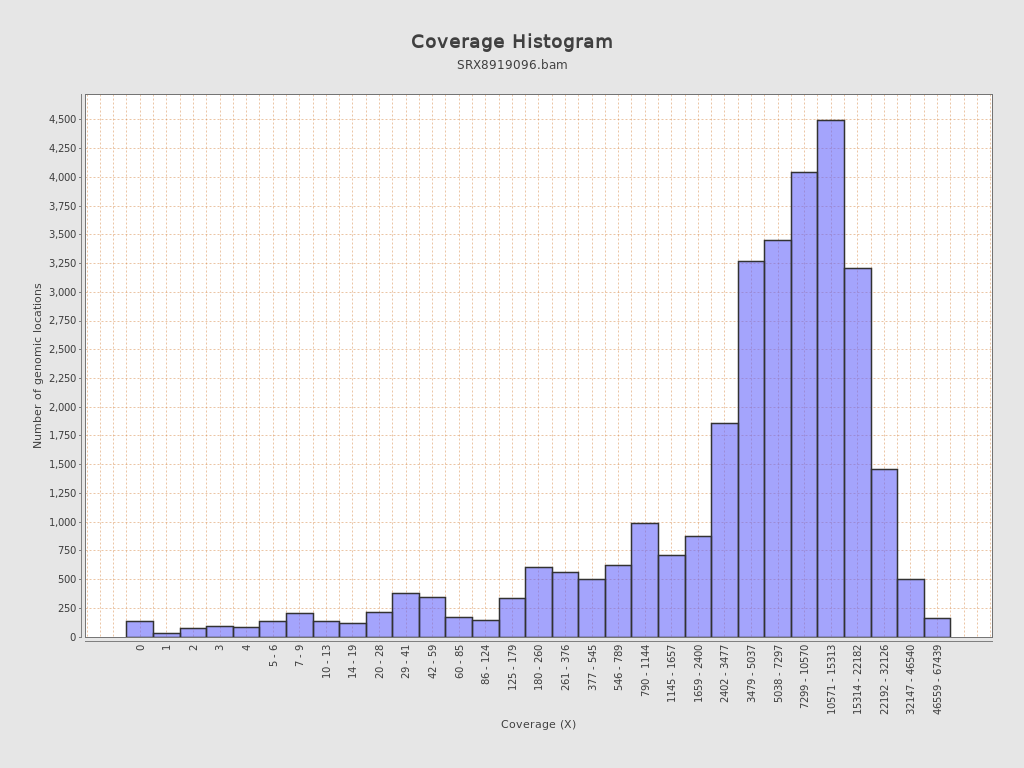 Coverage Histogram
SRX8919096.bam
Number of genomic locations
4,500
4,250
4,000
3,750
3,500
3,250
3,000
2,750
2,500
2,250
2,000
1,750
1,500
1,250
1,000
750
500
250
0
0
1
2
3
4
5 - 6
7 - 9
10 - 13
14 - 19
20 - 28
29 - 41
42 - 59
60 - 85
86 - 124
125 - 179
180 - 260
261 - 376
377 - 545
546 - 789
790 - 1144
1145 - 1657
1659 - 2400
2402 - 3477
3479 - 5037
5038 - 7297
7299 - 10570
10571 - 15313
15314 - 22182
22192 - 32126
32147 - 46540
46559 - 67439
Coverage (X)